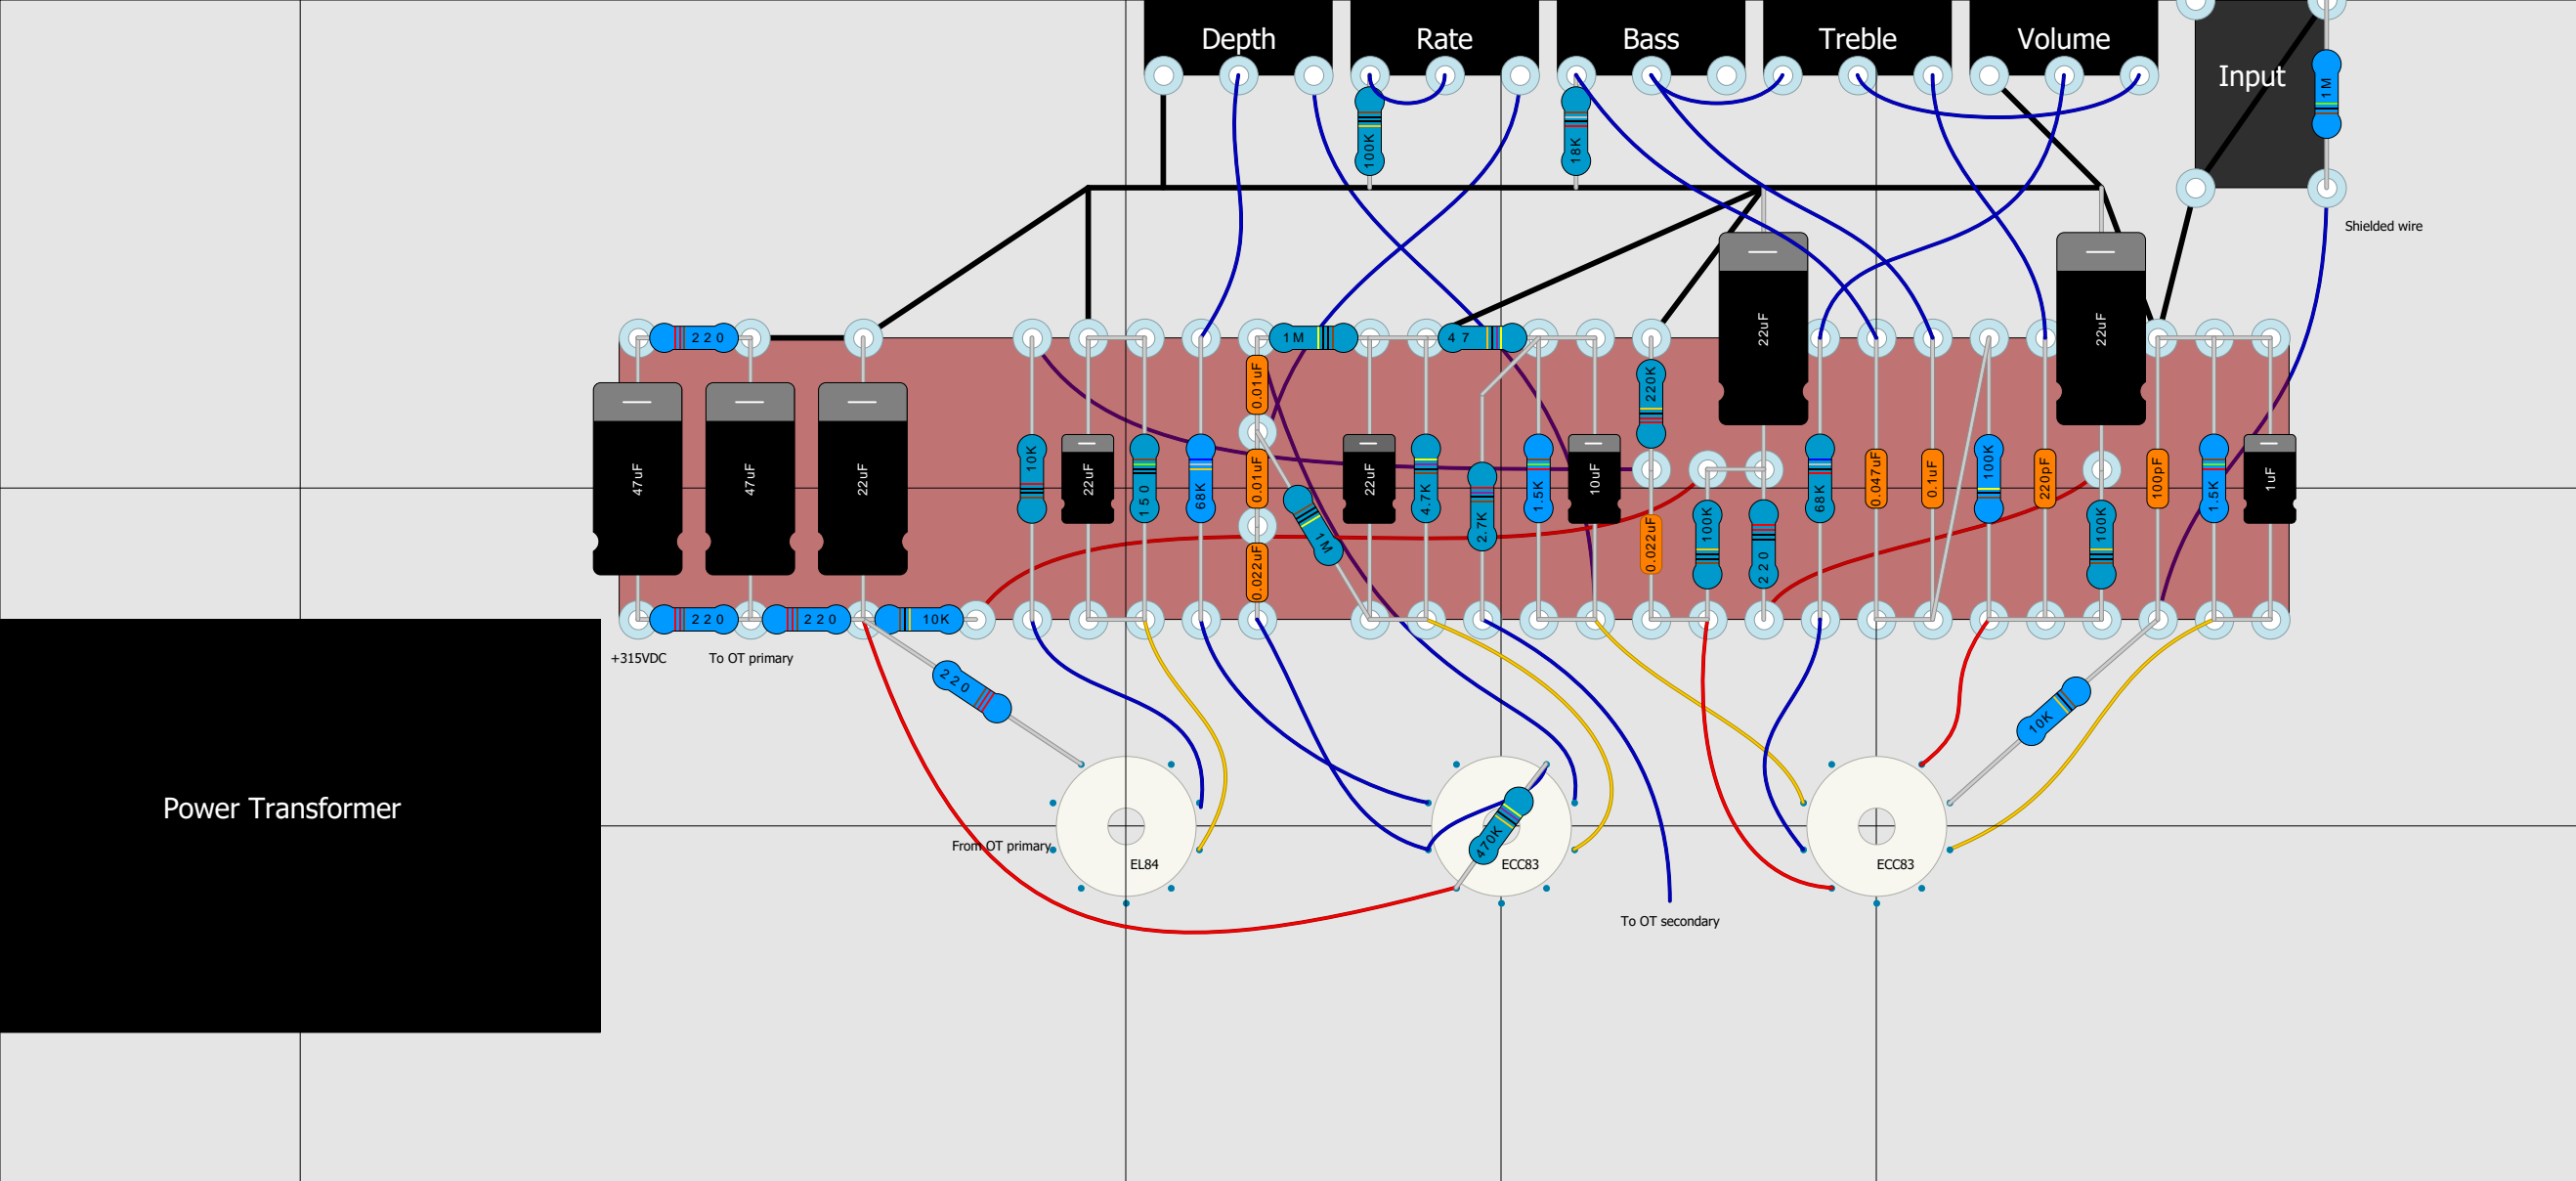 Depth
Rate
Bass
Treble
Volume
Input
1M
100K
18K
Shielded wire
220
1M
47
22uF
22uF
47uF
47uF
22uF
10K
22uF
150
68K
0.01uF
0.01uF
0.022uF
1M
22uF
4.7K
2.7K
1.5K
10uF
220K
0.022uF
100K
220
68K
0.047uF
0.1uF
100K
220pF
100K
100pF
1.5K
1uF
220
220
10K
+315VDC
To OT primary
220
10K
Power Transformer
From OT primary
EL84
470K
ECC83
ECC83
To OT secondary